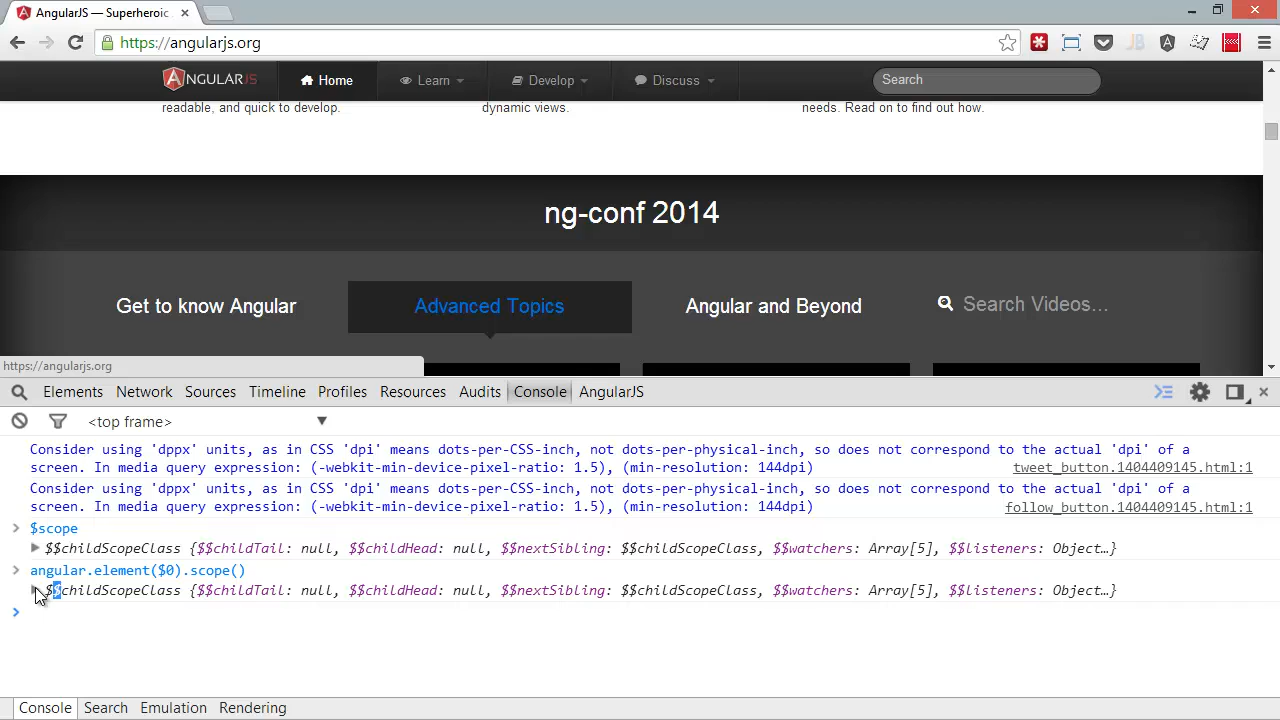 AngularJS — Superheroic
https://angularjs.org
ANGULARJS Home Learn Develop Discuss Search
readable, and quick to develop. dynamic views. needs. Read on to find out how.
ng-conf 2014
Get to know Angular Advanced Topics Angular and Beyond Search Videos...
https://angularjs.org
Elements Network Sources Timeline Profiles Resources Audits Console AngularJS
<top frame>
Consider using 'dppx' units, as in CSS 'dpi' means dots-per-CSS-inch, not dots-per-physical-inch, so does not correspond to the actual 'dpi' of a
screen. In media query expression: (-webkit-min-device-pixel-ratio: 1.5), (min-resolution: 144dpi) tweet_button.1404409145.html:1
Consider using 'dppx' units, as in CSS 'dpi' means dots-per-CSS-inch, not dots-per-physical-inch, so does not correspond to the actual 'dpi' of a
screen. In media query expression: (-webkit-min-device-pixel-ratio: 1.5), (min-resolution: 144dpi) follow_button.1404409145.html:1
$scope
$$childScopeClass {$$childTail: null, $$childHead: null, $$nextSibling: $$childScopeClass, $$watchers: Array[5], $$listeners: Object…}
angular.element($0).scope()
$$childScopeClass {$$childTail: null, $$childHead: null, $$nextSibling: $$childScopeClass, $$watchers: Array[5], $$listeners: Object…}
Console Search Emulation Rendering